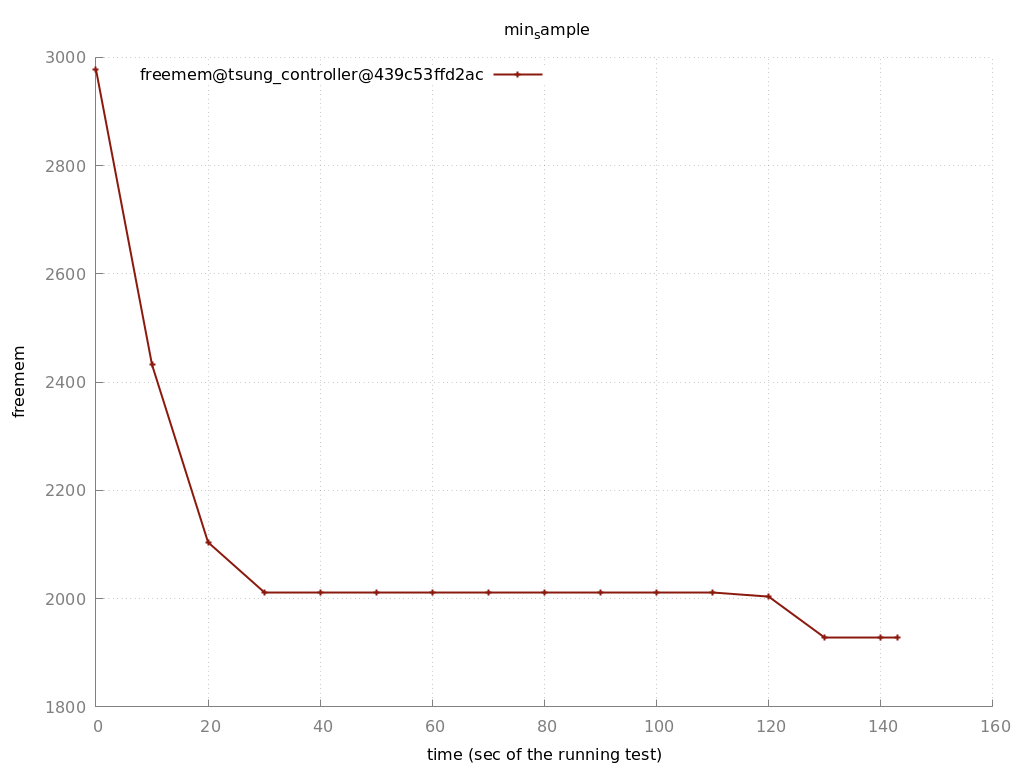 min_sample
3000
freemem@tsung_controller@439c53ffd2ac
2800
2600
2400
2200
2000
1800
0 20 40 60 80 100 120 140 160
freemem
time (sec of the running test)